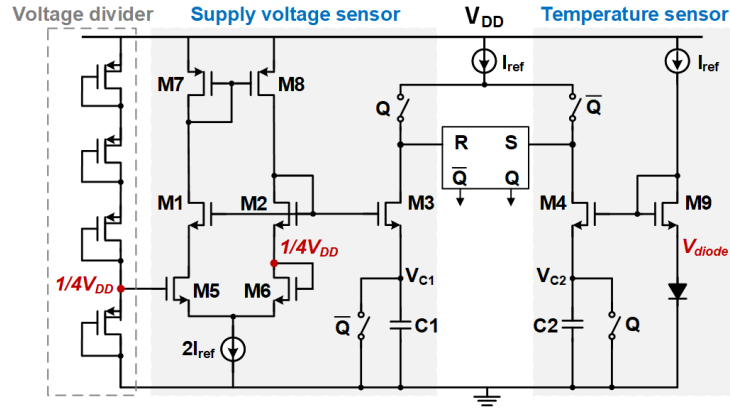 Voltage divider
Supply voltage sensor
V_DD
Temperature sensor
I_ref
I_ref
M7
M8
Q
Q̅
R
S
Q̅
Q
M1
M2
M3
M4
M9
1/4V_DD
V_diode
1/4V_DD
M5
M6
V_C1
V_C2
Q̅
C1
C2
Q
2I_ref